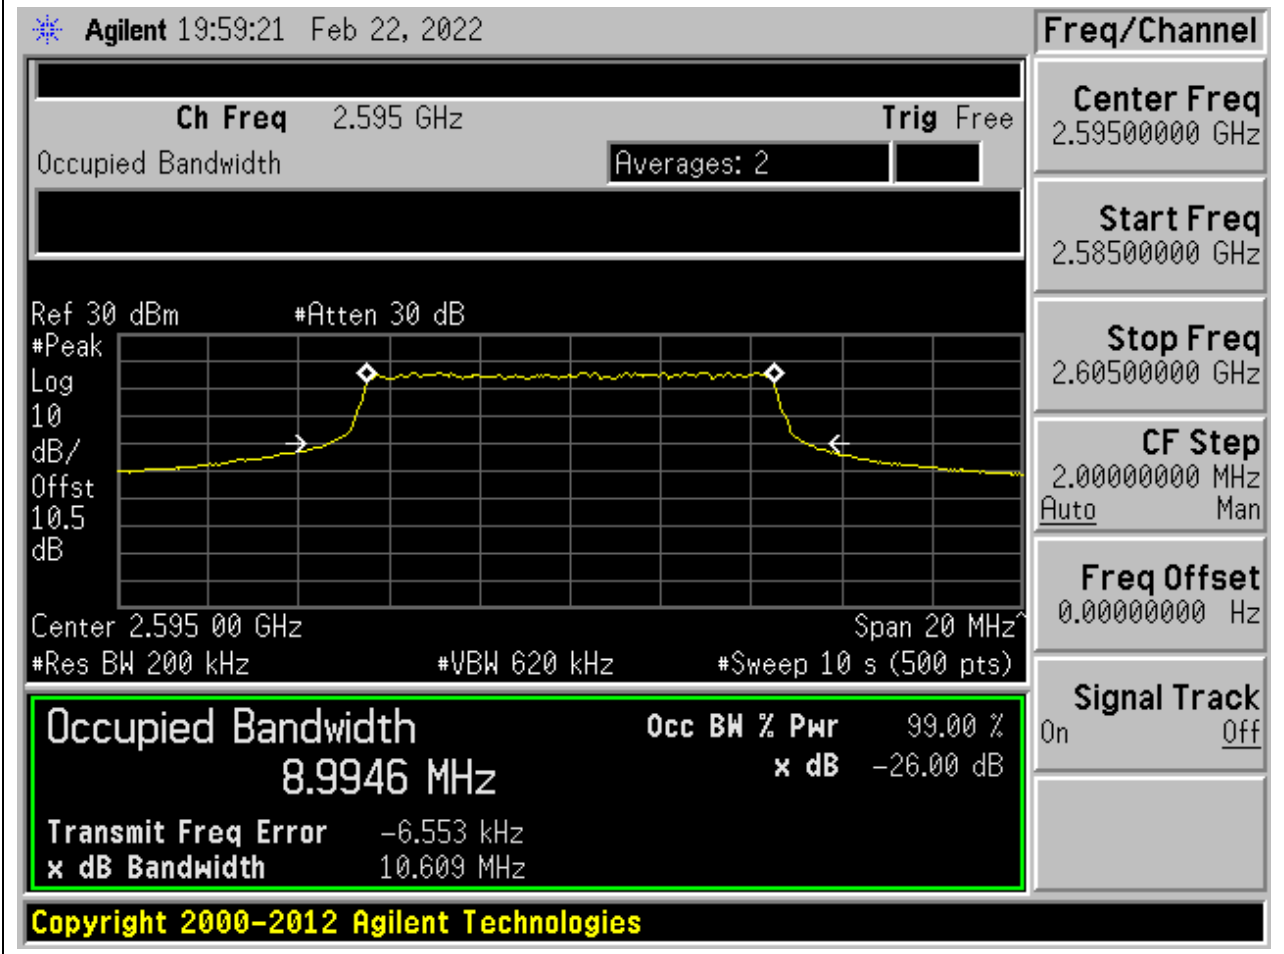 Agilent 19:59:21 Feb 22, 2022
Freq/Channel
Ch Freq 2.595 GHz Trig Free
Occupied Bandwidth Averages: 2
Center Freq
2.59500000 GHz
Start Freq
2.58500000 GHz
Stop Freq
2.60500000 GHz
CF Step
2.00000000 MHz
Auto Man
Freq Offset
0.00000000 Hz
Signal Track
On Off
Ref 30 dBm #Atten 30 dB
#Peak
Log
10
dB/
Offst
10.5
dB
Center 2.595 00 GHz Span 20 MHz^
#Res BW 200 kHz #VBW 620 kHz #Sweep 10 s (500 pts)
Occupied Bandwidth Occ BW % Pwr 99.00 %
8.9946 MHz x dB -26.00 dB
Transmit Freq Error -6.553 kHz
x dB Bandwidth 10.609 MHz
Copyright 2000-2012 Agilent Technologies